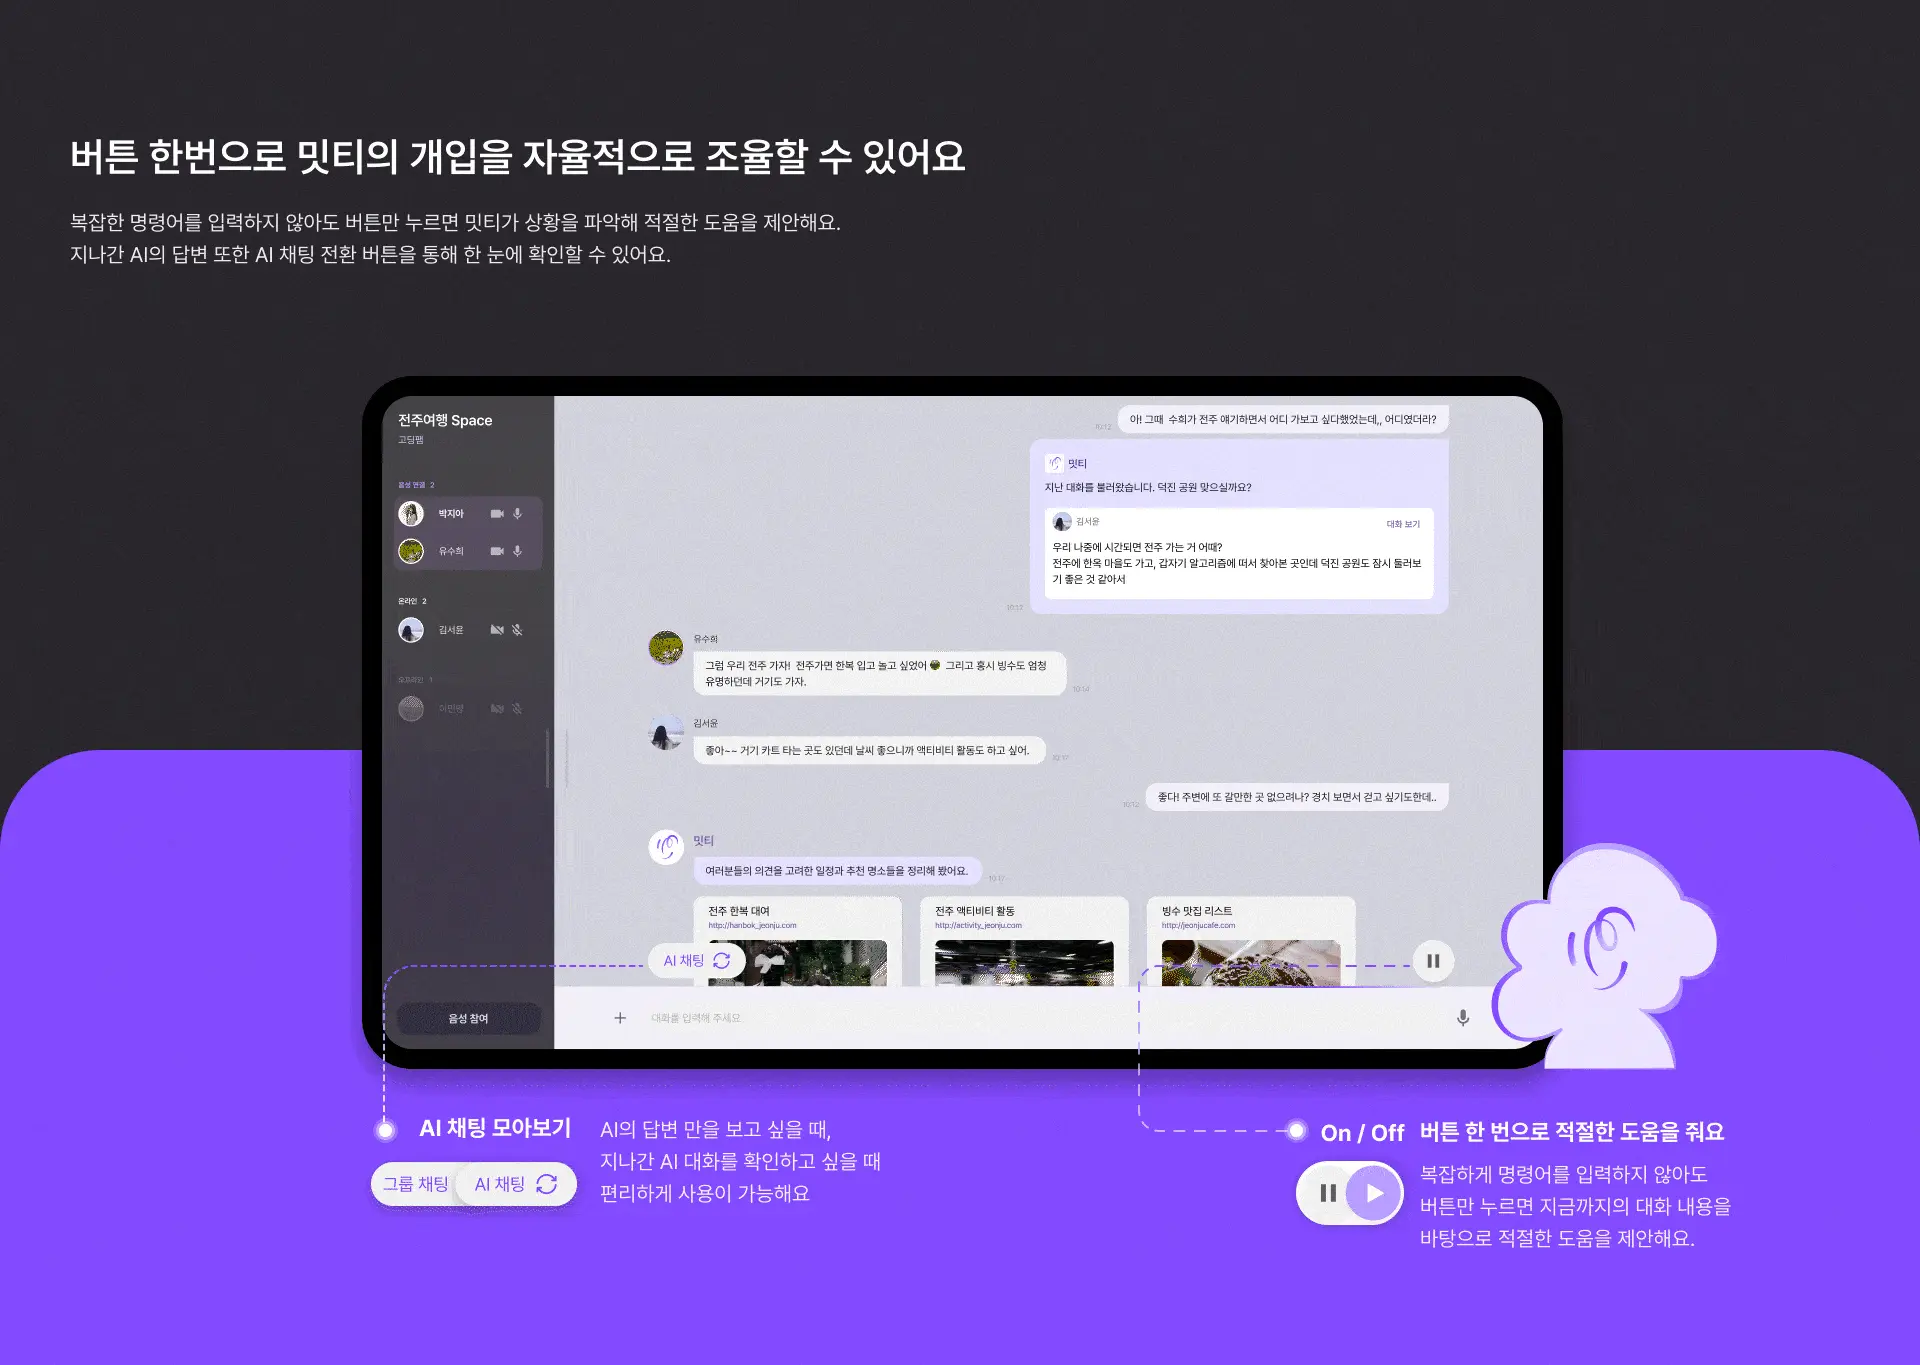 버튼 한번으로 밋티의 개입을 자율적으로 조율할 수 있어요
복잡한 명령어를 입력하지 않아도 버튼만 누르면 밋티가 상황을 파악해 적절한 도움을 제안해요.
지나간 AI의 답변 또한 AI 채팅 전환 버튼을 통해 한 눈에 확인할 수 있어요.
전주여행 Space
고딩팸
음성 연결 2
박지아
유수희
온라인 2
김서윤
오프라인 1
음성 참여
아! 그때 수희가 전주 얘기하면서 어디 가보고 싶다했었는데,, 어디였더라?
밋티
지난 대화를 불러왔습니다. 덕진 공원 맞으실까요?
김서윤
대화 보기
우리 나중에 시간되면 전주 가는 거 어때?
전주에 한옥 마을도 가고, 갑자기 알고리즘에 떠서 찾아본 곳인데 덕진 공원도 잠시 둘러보
기 좋은 것 같아서
유수희
그럼 우리 전주 가자! 전주가면 한복 입고 놀고 싶었어 그리고 홍시 빙수도 엄청
유명하던데 거기도 가자.
10:14
김서윤
좋아~~ 거기 카트 타는 곳도 있던데 날씨 좋으니까 액티비티 활동도 하고 싶어.
좋다! 주변에 또 갈만한 곳 없으려나? 경치 보면서 걷고 싶기도한데..
밋티
여러분들의 의견을 고려한 일정과 추천 명소들을 정리해 봤어요.
전주 한복 대여
http://hanbok_jeonju.com
전주 액티비티 활동
http://activity_jeonju.com
빙수 맛집 리스트
http://jeonjucafe.com
AI 채팅
대화를 입력해 주세요
AI 채팅 모아보기
그룹 채팅
AI 채팅
AI의 답변 만을 보고 싶을 때,
지나간 AI 대화를 확인하고 싶을 때
편리하게 사용이 가능해요
On / Off 버튼 한 번으로 적절한 도움을 줘요
복잡하게 명령어를 입력하지 않아도
버튼만 누르면 지금까지의 대화 내용을
바탕으로 적절한 도움을 제안해요.